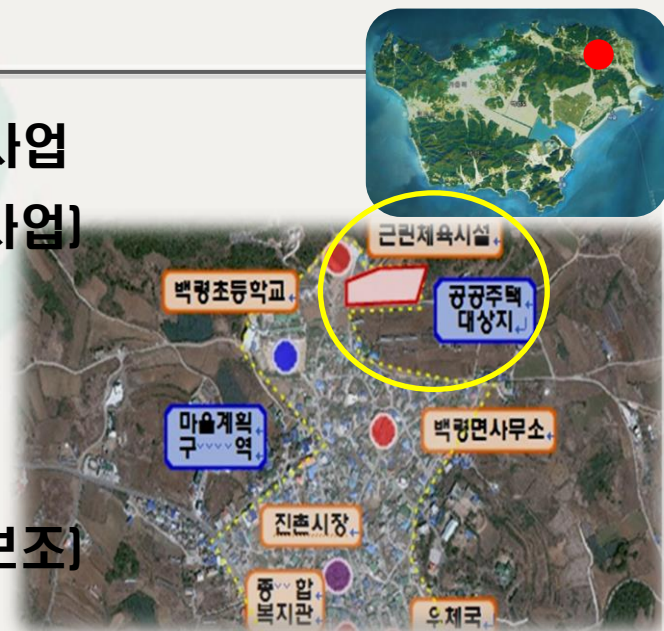 사업
사업]
근린체육시설
백령초등학교
공공주택
대상지
마을계획
구 역
백령면사무소
진촌시장
보조]
종 합
복지관
우체국